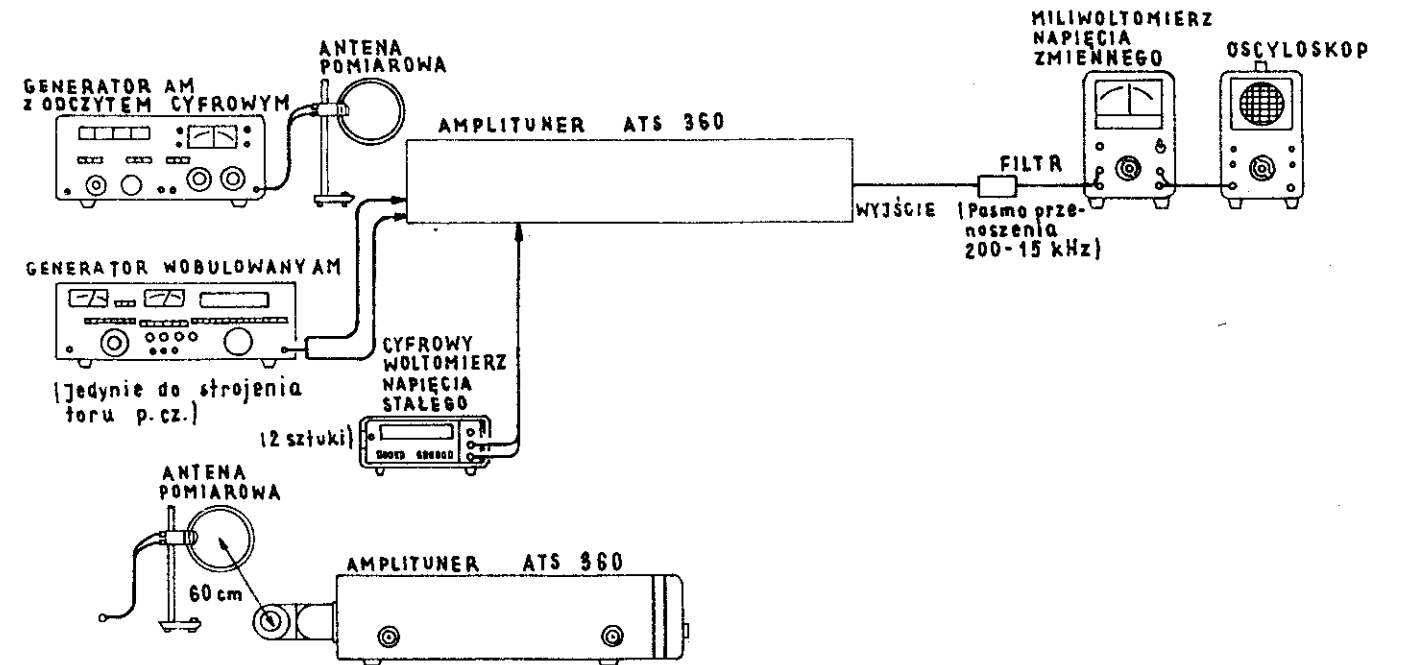 MILIWOLTOMIERZ
NAPIĘCIA
ZMIENNEGO
OSCYLOSKOP
ANTENA
POMIAROWA
GENERATOR AM
Z ODCZYTEM CYFROWYM
AMPLITUNER ATS 360
FILTR
WYJŚCIE
(Pasmo prze-
noszenia
200-15 kHz)
GENERATOR WOBULOWANY AM
(Jedynie do strojenia
toru p.cz.)
CYFROWY
WOLTOMIERZ
NAPIĘCIA
STAŁEGO
(2 sztuki)
ANTENA
POMIAROWA
60 cm
AMPLITUNER ATS 360